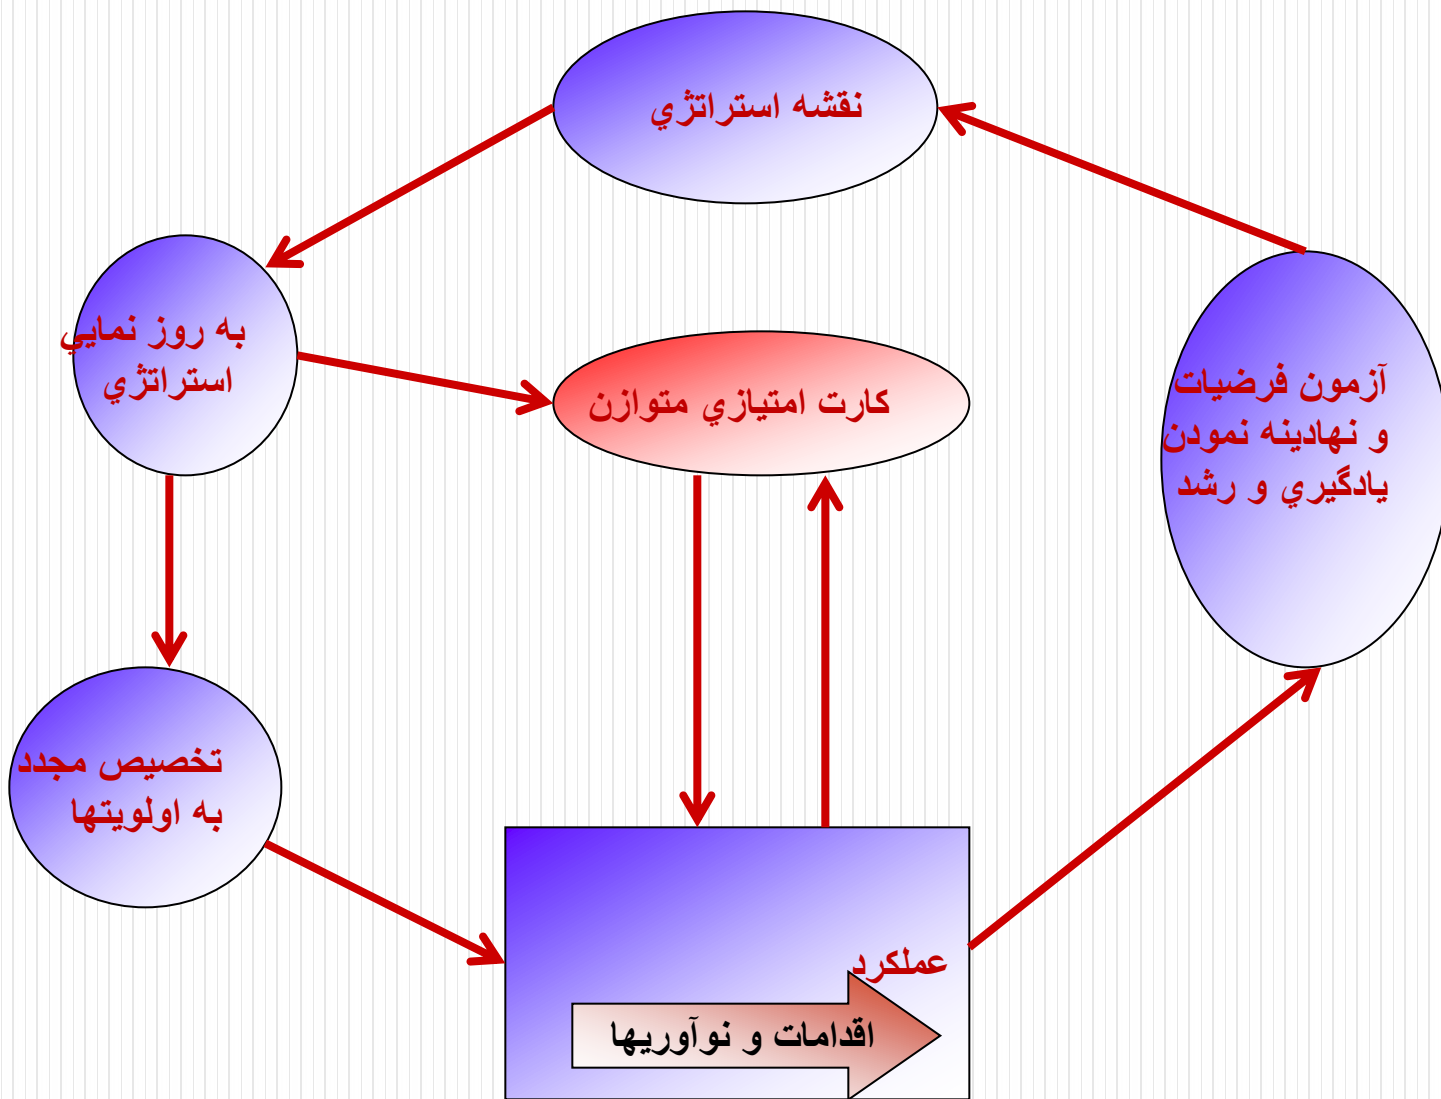 نقشه استراتژي
به روز نمايي
استراتژي
كارت امتيازي متوازن
آزمون فرضيات
و نهادينه نمودن
يادگيري و رشد
تخصيص مجدد
به اولويتها
عملكرد
اقدامات و نوآوريها